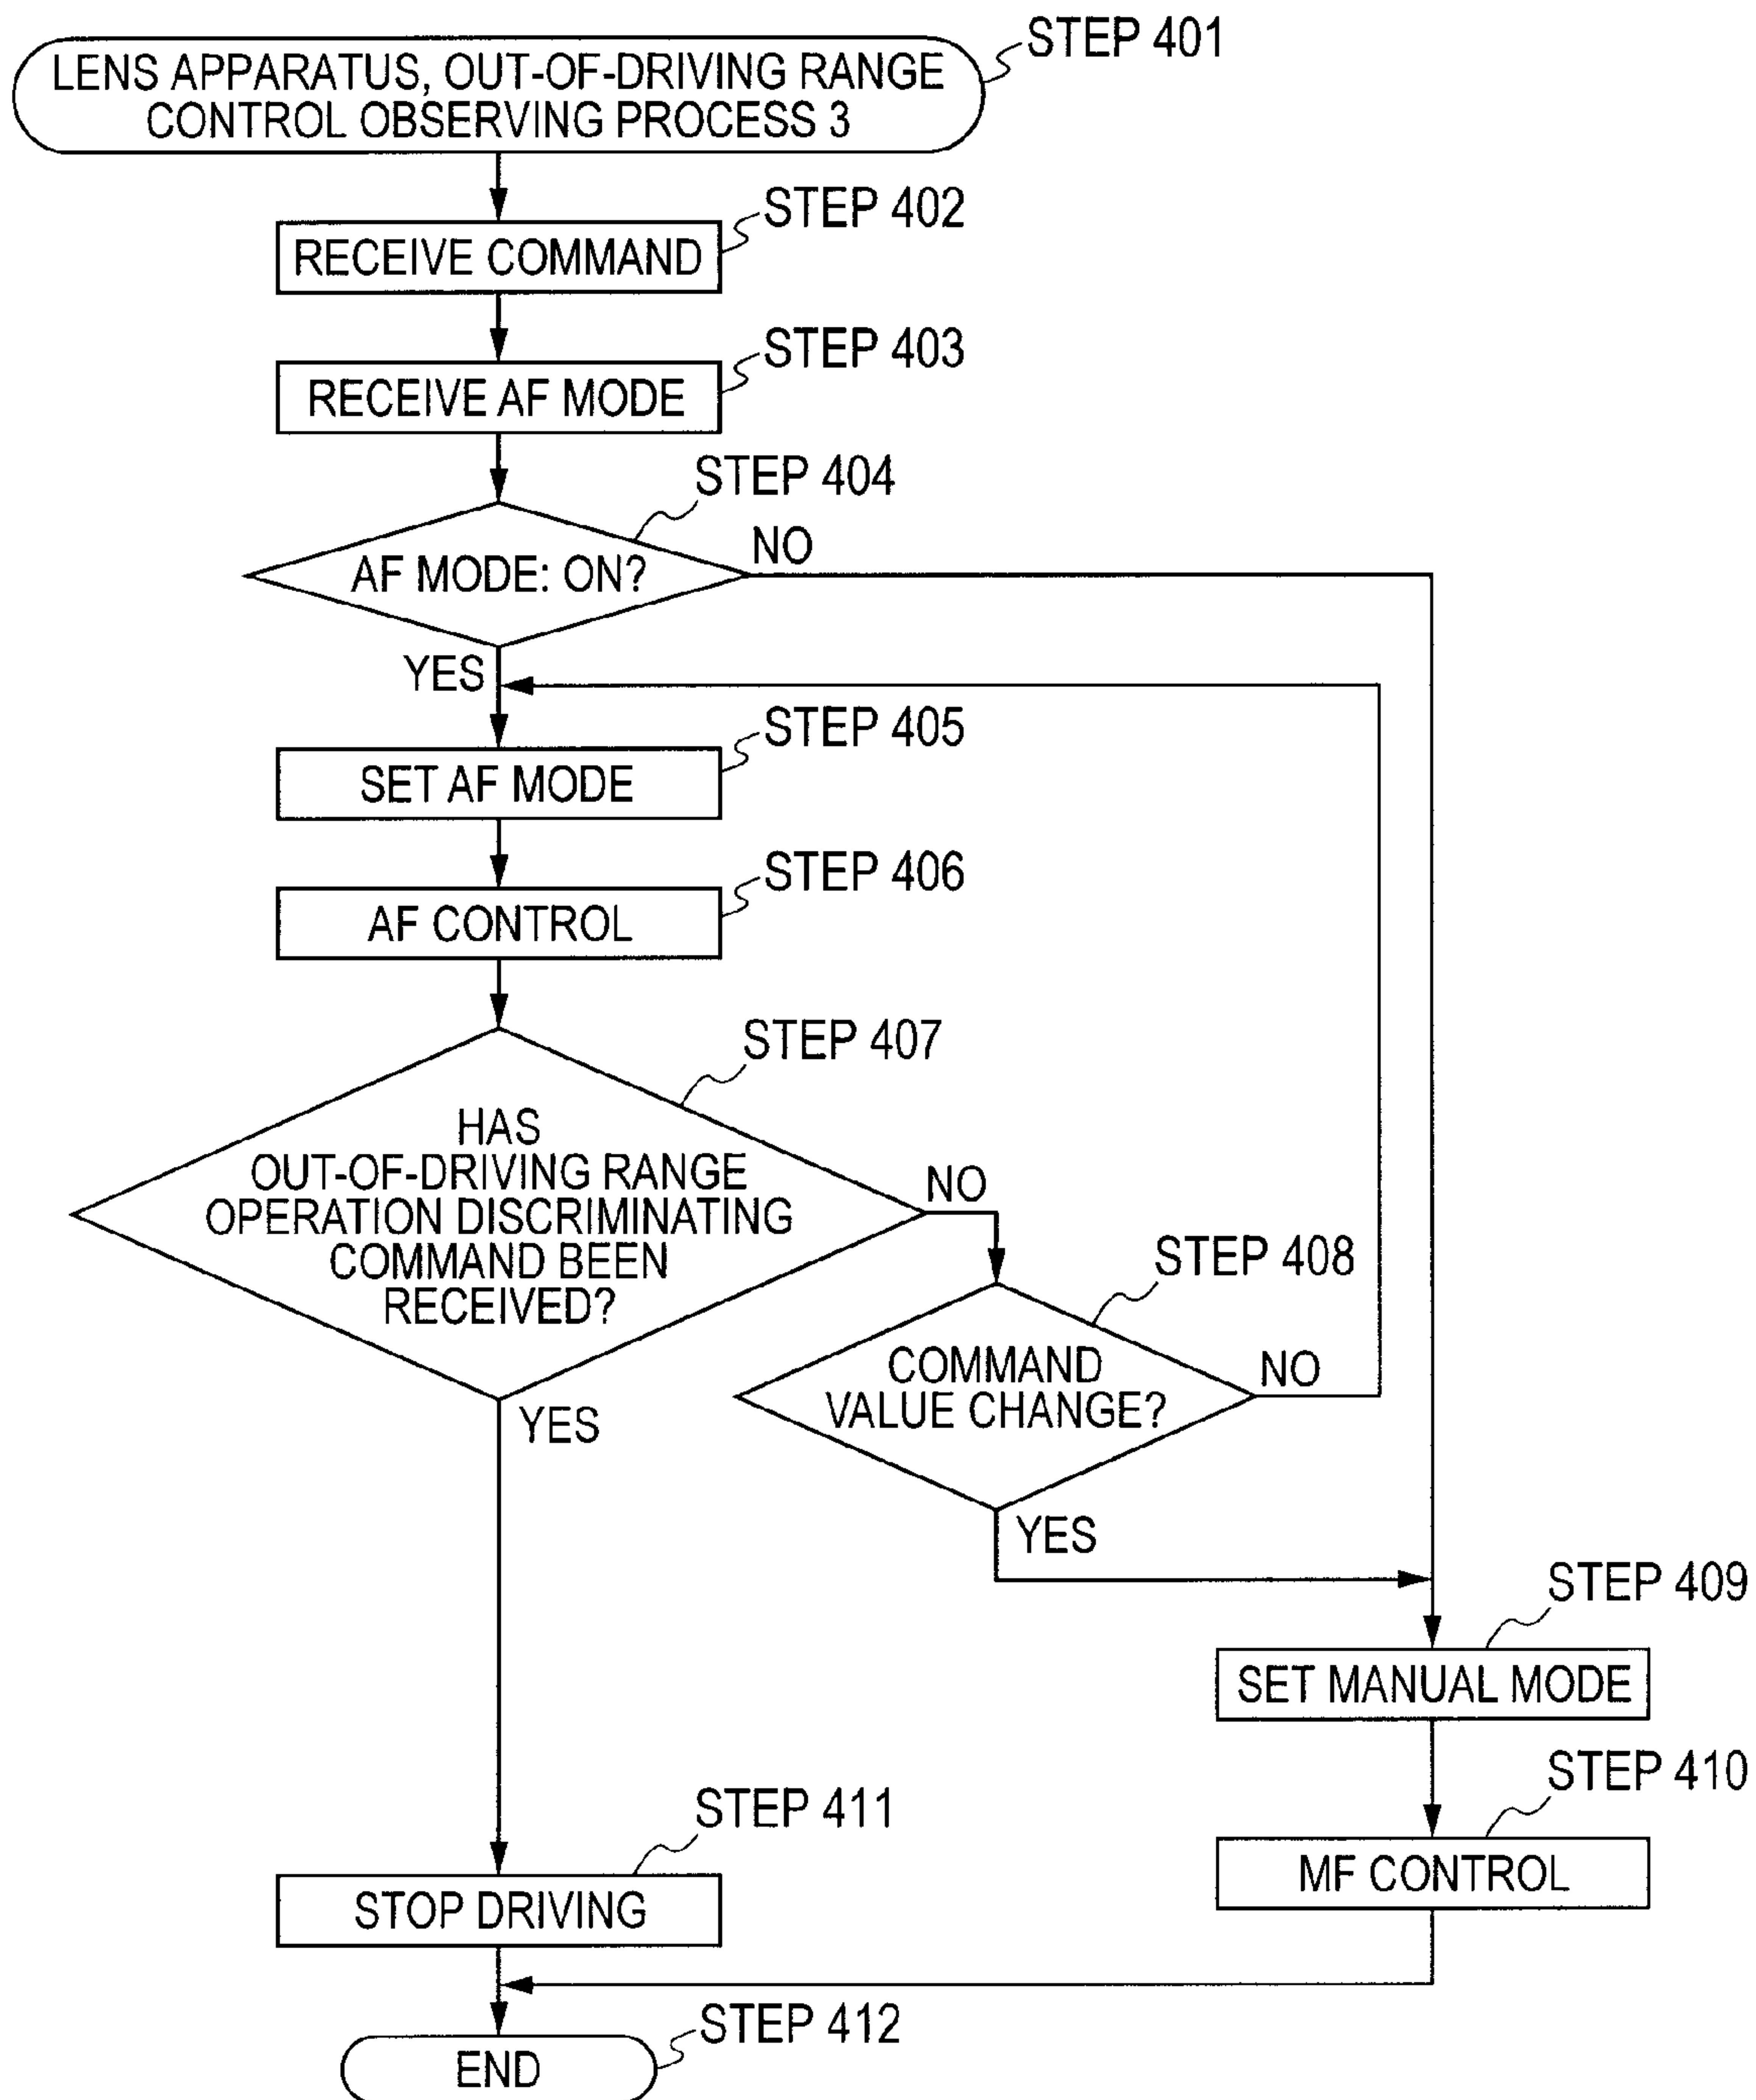 STEP 401
LENS APPARATUS, OUT-OF-DRIVING RANGE
CONTROL OBSERVING PROCESS 3
STEP 402
RECEIVE COMMAND
STEP 403
RECEIVE AF MODE
STEP 404
AF MODE: ON?
NO
YES
STEP 405
SET AF MODE
STEP 406
AF CONTROL
STEP 407
HAS
OUT-OF-DRIVING RANGE
OPERATION DISCRIMINATING
COMMAND BEEN
RECEIVED?
NO
YES
STEP 408
COMMAND
VALUE CHANGE?
NO
YES
STEP 409
SET MANUAL MODE
STEP 410
MF CONTROL
STEP 411
STOP DRIVING
STEP 412
END